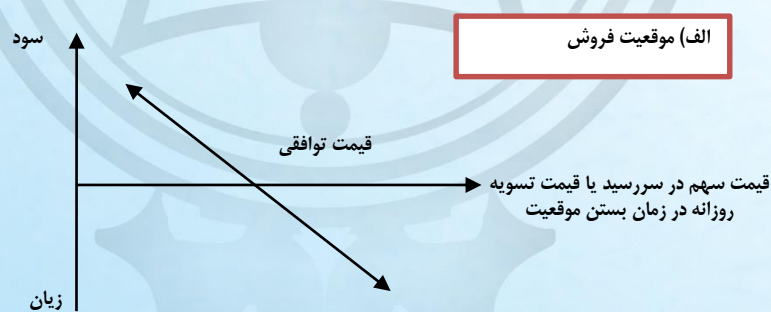 الف) موقعیت فروش
سود
قیمت توافقی
قیمت سهم در سررسید یا قیمت تسویه
روزانه در زمان بستن موقعیت
زیان